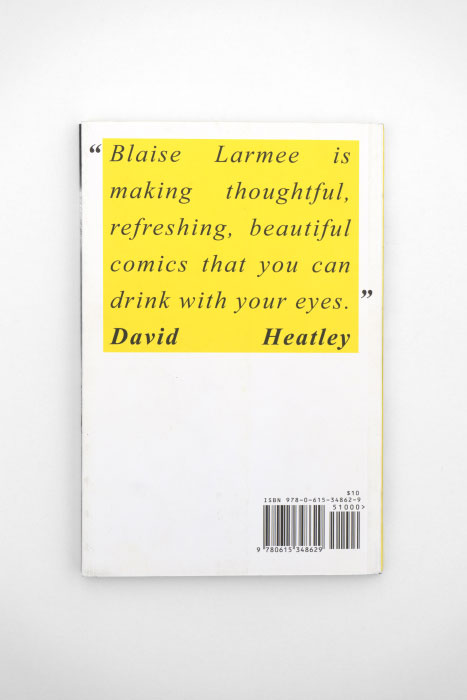 “ Blaise Larmee is
making thoughtful,
refreshing, beautiful
comics that you can
drink with your eyes. ”
David Heatley
$10
ISBN 978-0-615-34862-9
51000>
9 780615 348629